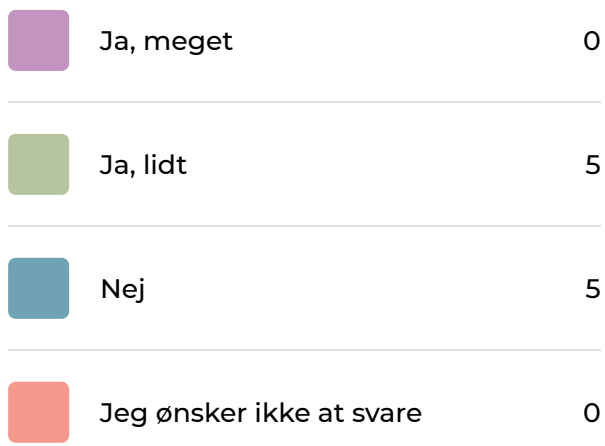 Ja, meget 0
Ja, lidt 5
Nej 5
Jeg ønsker ikke at svare 0